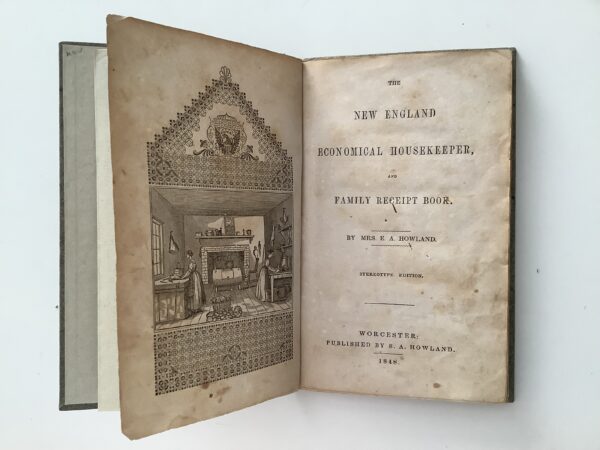 THE
NEW ENGLAND
ECONOMICAL HOUSEKEEPER,
AND
FAMILY RECEIPT BOOK.
BY MRS. E. A. HOWLAND.
STEREOTYPE EDITION.
WORCESTER:
PUBLISHED BY S. A. HOWLAND.
1848.